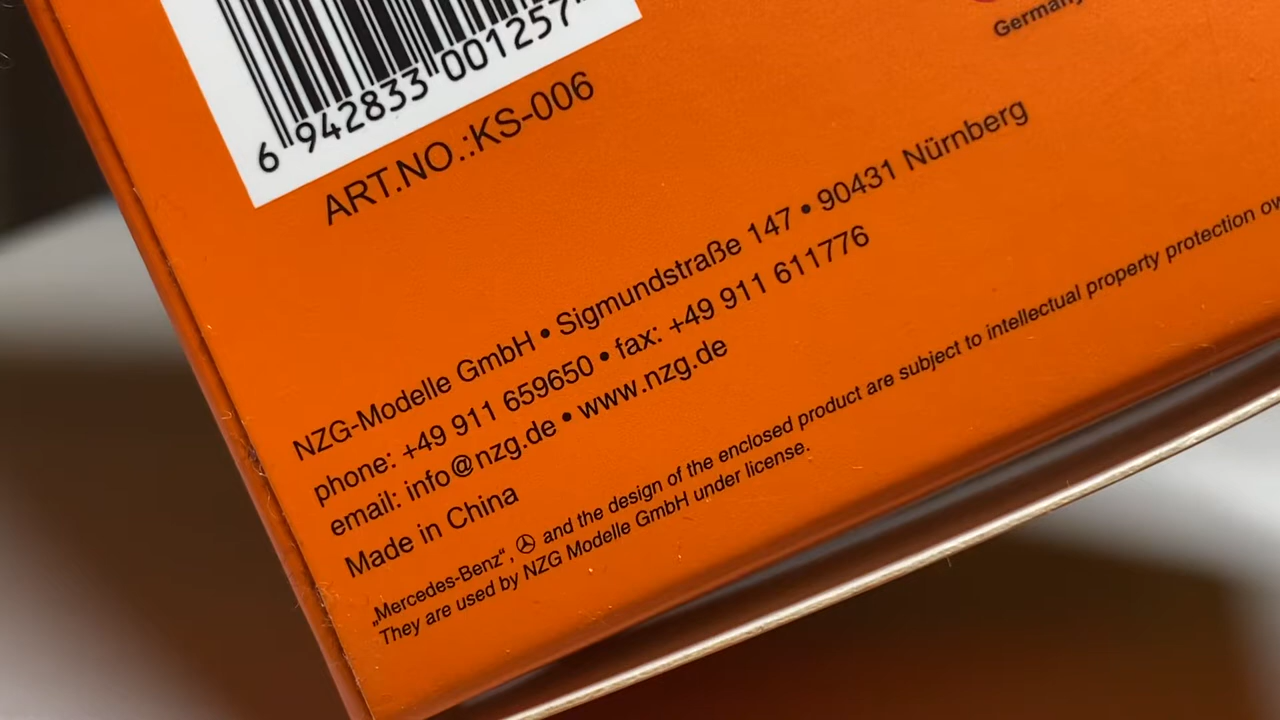 6 942833 001257
ART.NO.:KS-006
Germany
NZG-Modelle GmbH • Sigmundstraße 147 • 90431 Nürnberg
phone: +49 911 659650 • fax: +49 911 611776
email: info@nzg.de • www.nzg.de
Made in China
„Mercedes-Benz“, and the design of the enclosed product are subject to intellectual property protection
They are used by NZG Modelle GmbH under license.